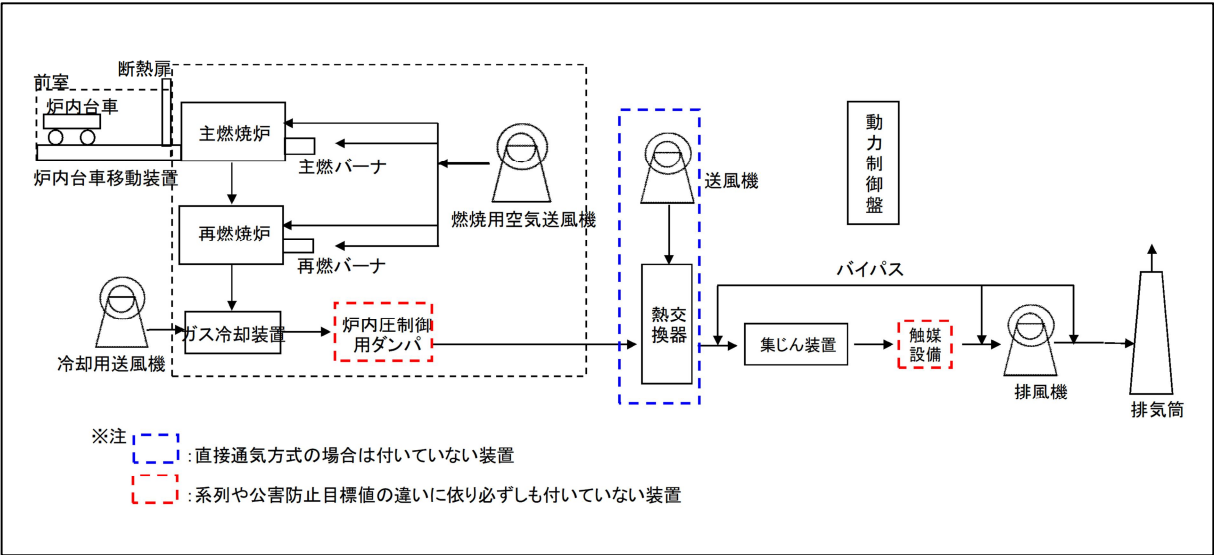 断熱扉
前室
炉内台車
炉内台車移動装置
主燃焼炉
主燃バーナ
燃焼用空気送風機
再燃焼炉
再燃バーナ
冷却用送風機
ガス冷却装置
炉内圧制御
用ダンパ
送風機
熱交
換器
動力制御盤
バイパス
集じん装置
触媒
設備
排風機
排気筒
※注
:直接通気方式の場合は付いていない装置
:系列や公害防止目標値の違いに依り必ずしも付いていない装置